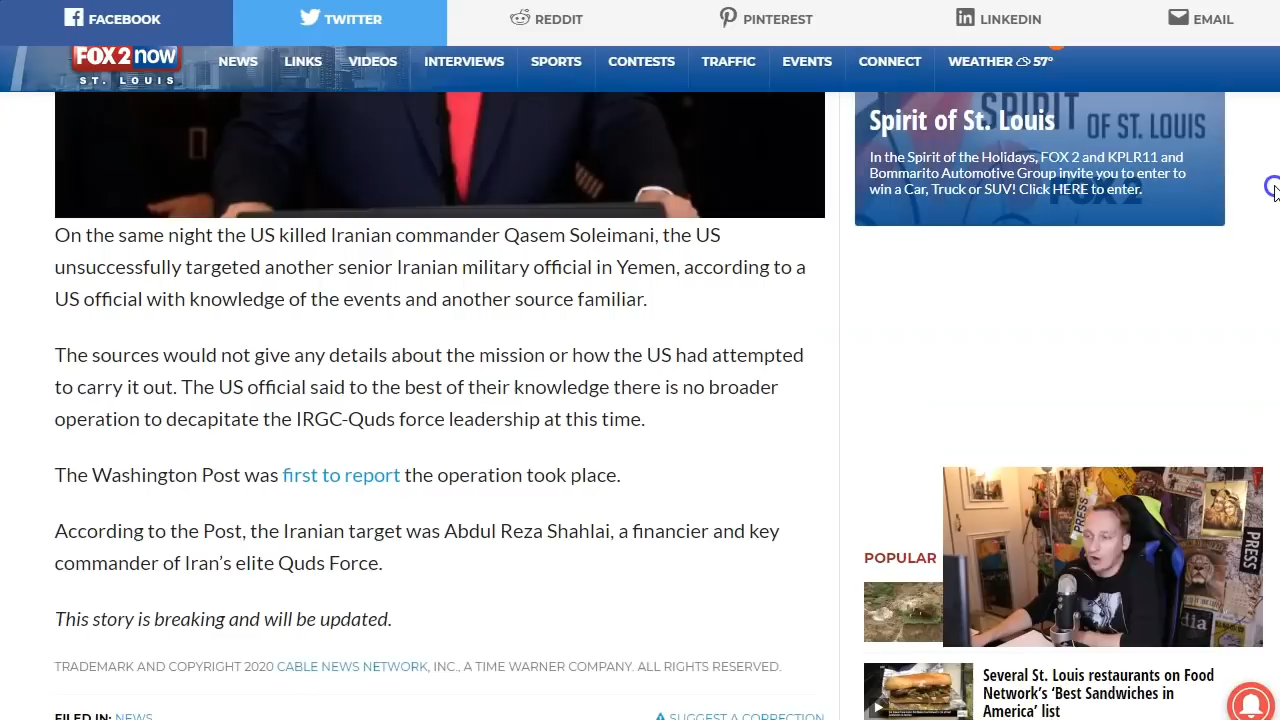 FACEBOOK
TWITTER
REDDIT
PINTEREST
LINKEDIN
EMAIL
FOX 2 now
ST. LOUIS
NEWS
LINKS
VIDEOS
INTERVIEWS
SPORTS
CONTESTS
TRAFFIC
EVENTS
CONNECT
WEATHER 57°
SPIRIT OF ST. LOUIS
Spirit of St. Louis
In the Spirit of the Holidays, FOX 2 and KPLR11 and
Bommarito Automotive Group invite you to enter to
win a Car, Truck or SUV! Click HERE to enter.
FOX 2
On the same night the US killed Iranian commander Qasem Soleimani, the US
unsuccessfully targeted another senior Iranian military official in Yemen, according to a
US official with knowledge of the events and another source familiar.
The sources would not give any details about the mission or how the US had attempted
to carry it out. The US official said to the best of their knowledge there is no broader
operation to decapitate the IRGC-Quds force leadership at this time.
The Washington Post was first to report the operation took place.
According to the Post, the Iranian target was Abdul Reza Shahlai, a financier and key
commander of Iran's elite Quds Force.
This story is breaking and will be updated.
TRADEMARK AND COPYRIGHT 2020 CABLE NEWS NETWORK, INC., A TIME WARNER COMPANY. ALL RIGHTS RESERVED.
FILED IN: NEWS
SUGGEST A CORRECTION
POPULAR
PRESS
PRESS
Several St. Louis restaurants on Food
Network's 'Best Sandwiches in
America' list